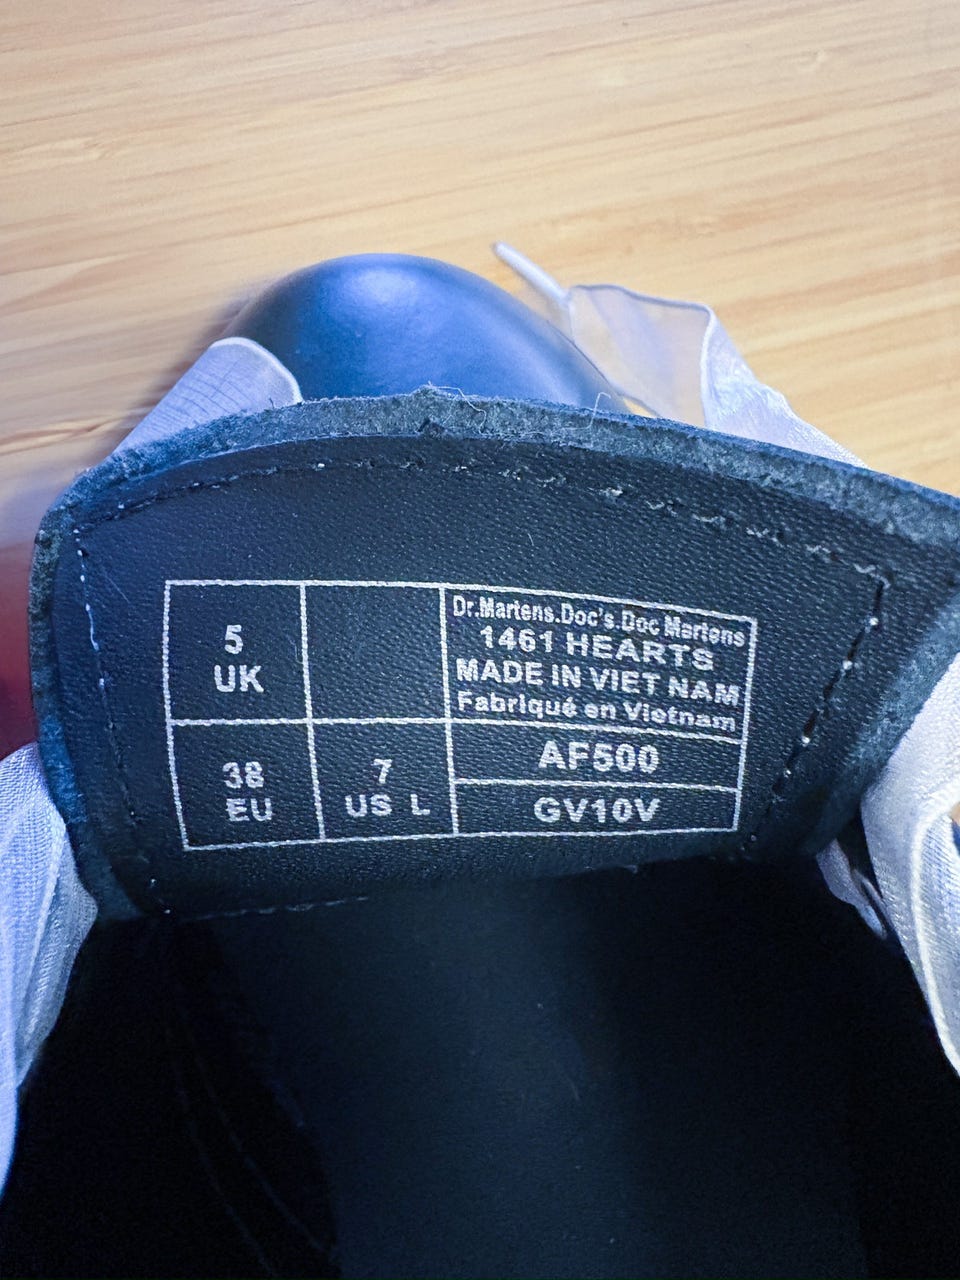 5
UK
Dr.Martens.Doc's.Doc Martens
1461 HEARTS
MADE IN VIET NAM
Fabriqué en Vietnam
38
EU
7
US L
AF500
GV10V